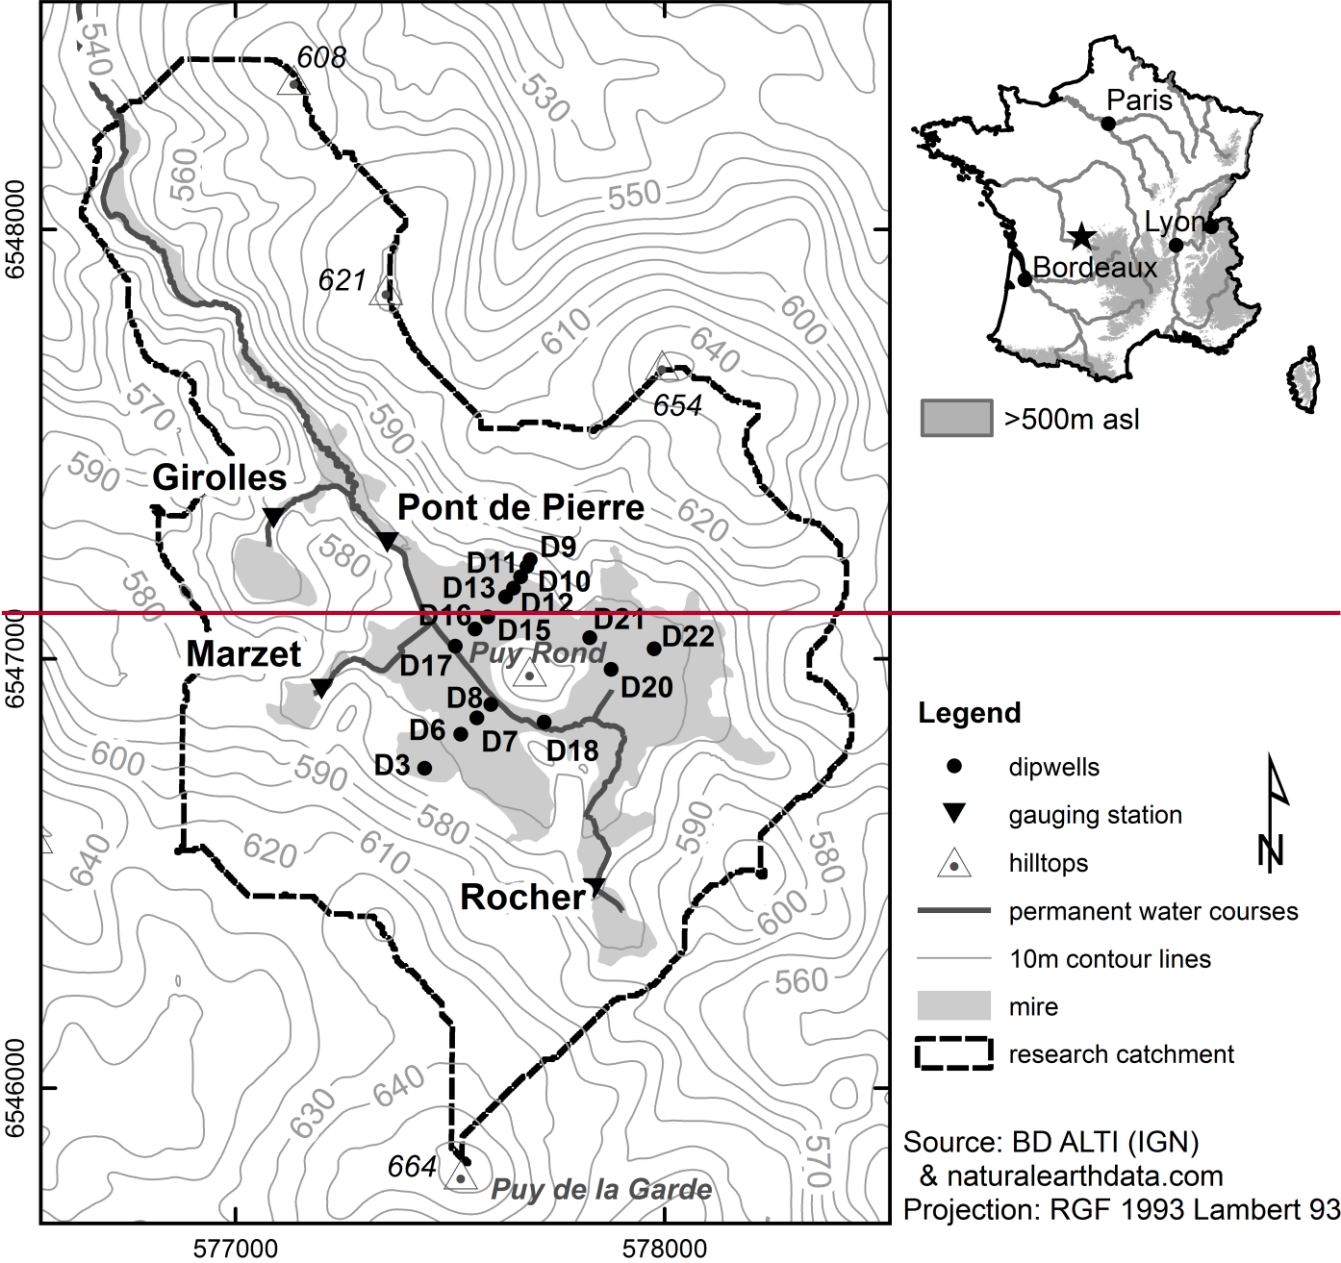 540
608
530
560
550
6548000
621
610
600
640
654
570
590
590
Girolles
620
Pont de Pierre
580
D9
D11
D10
D13
D12
580
D16
D15
D21
D22
Marzet
D17
Puy Rond
D20
6547000
D8
D6
D7
D18
D3
600
590
580
590
580
640
620
610
Rocher
600
560
6546000
640
630
570
664
Puy de la Garde
577000
578000
Paris
Lyon
Bordeaux
>500m asl
Legend
dipwells
gauging station
hilltops
permanent water courses
10m contour lines
mire
research catchment
N
Source: BD ALTI (IGN)
& naturalearthdata.com
Projection: RGF 1993 Lambert 93